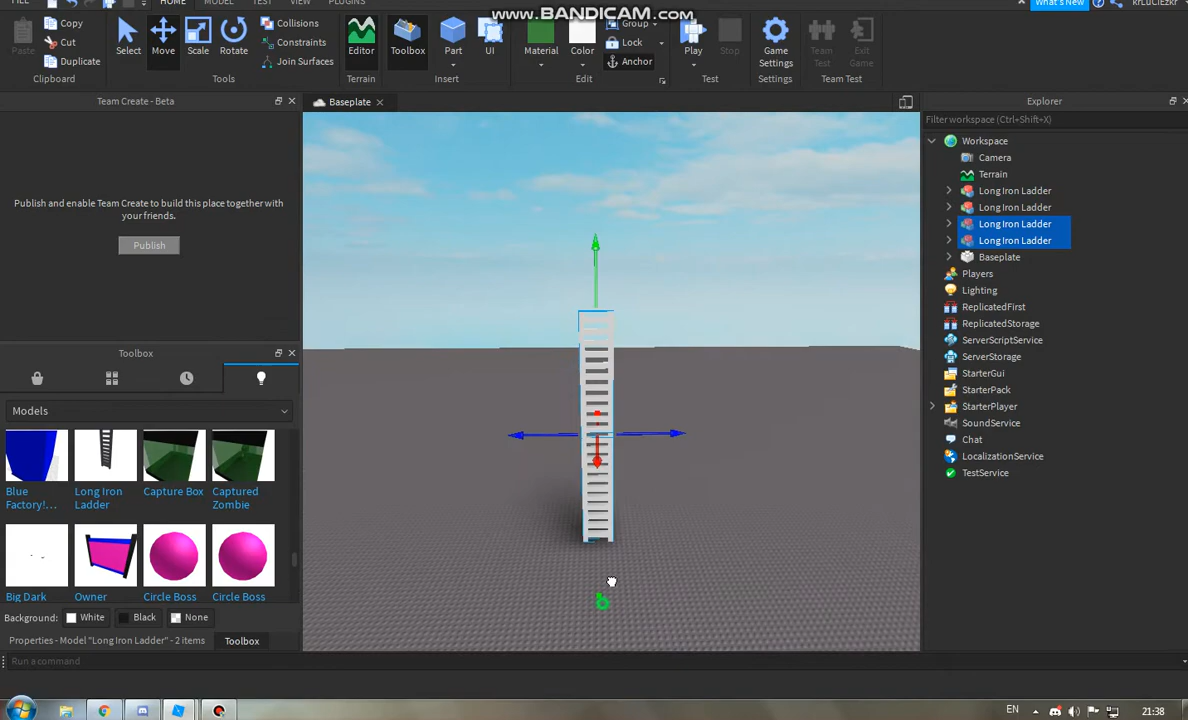 FILE HOME MODEL TEST VIEW PLUGINS
www.BANDICAM.com
What's New
krLUCIEzkr
Paste
Copy
Cut
Duplicate
Clipboard
Select
Move
Scale
Rotate
Tools
Collisions
Constraints
Join Surfaces
Editor
Terrain
Toolbox
Part
UI
Insert
Material
Color
Group
Lock
Anchor
Edit
Play
Stop
Test
Game
Settings
Settings
Team
Test
Exit
Game
Team Test
Team Create - Beta
Baseplate
Explorer
Filter workspace (Ctrl+Shift+X)
Publish and enable Team Create to build this place together with
your friends.
Publish
Workspace
Camera
Terrain
Long Iron Ladder
Long Iron Ladder
Long Iron Ladder
Long Iron Ladder
Baseplate
Players
Lighting
ReplicatedFirst
ReplicatedStorage
ServerScriptService
ServerStorage
StarterGui
StarterPack
StarterPlayer
SoundService
Chat
LocalizationService
TestService
Toolbox
Models
Blue
Factory!...
Long Iron
Ladder
Capture Box
Captured
Zombie
Big Dark
Owner
Circle Boss
Circle Boss
Background: White Black None
Properties - Model "Long Iron Ladder" - 2 items
Toolbox
Run a command
EN
21:38